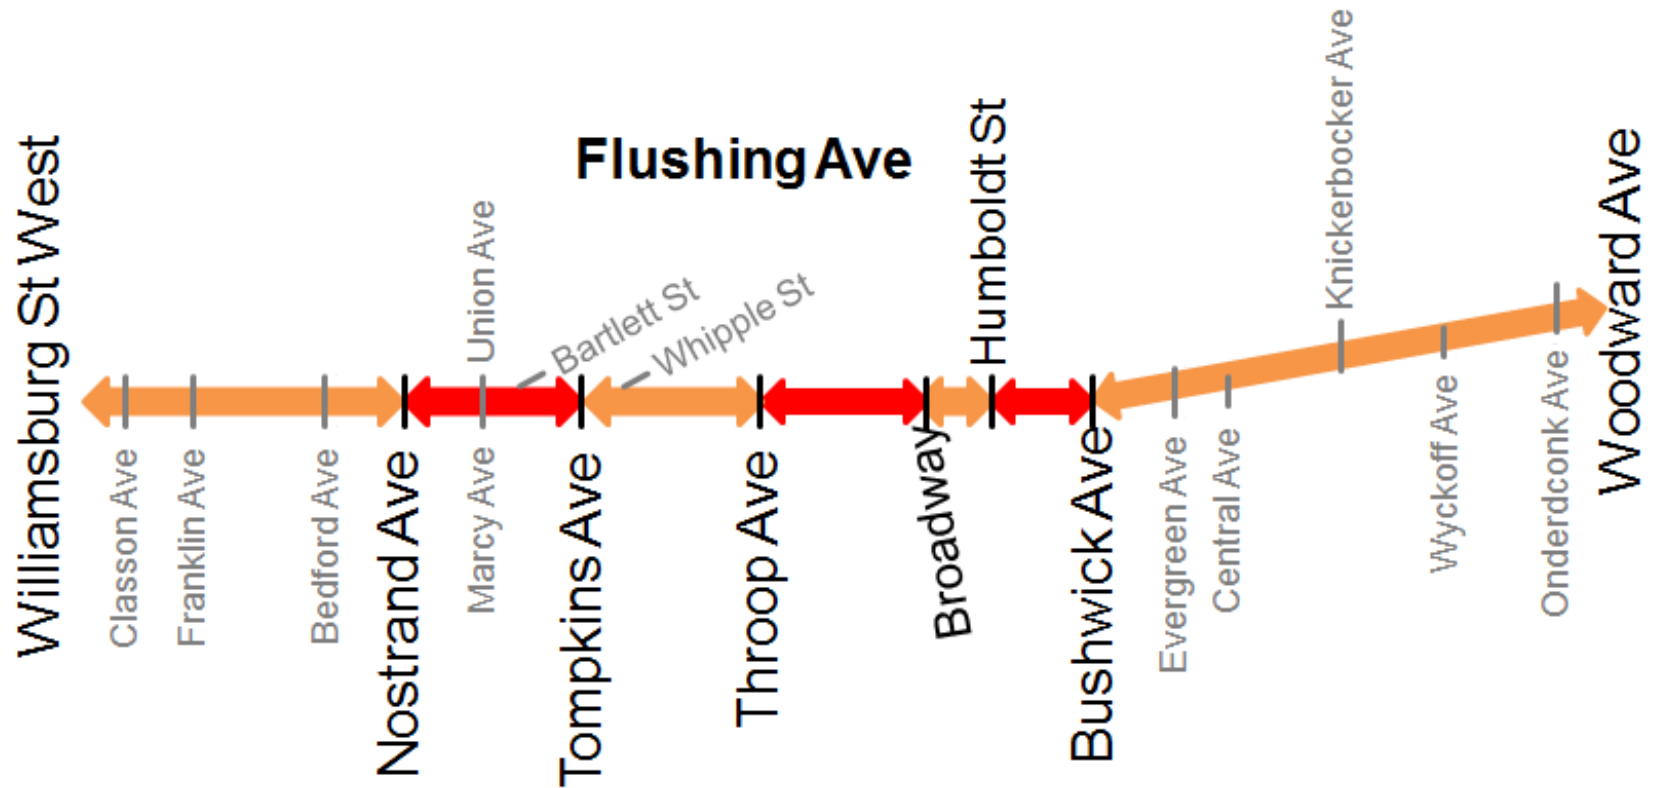 Flushing Ave
Williamsburg St West
Classon Ave
Franklin Ave
Bedford Ave
Nostrand Ave
Union Ave
Marcy Ave
Bartlett St
Tompkins Ave
Whipple St
Throop Ave
Broadway
Humboldt St
Bushwick Ave
Evergreen Ave
Central Ave
Knickerbocker Ave
Wyckoff Ave
Onderdconk Ave
Woodward Ave